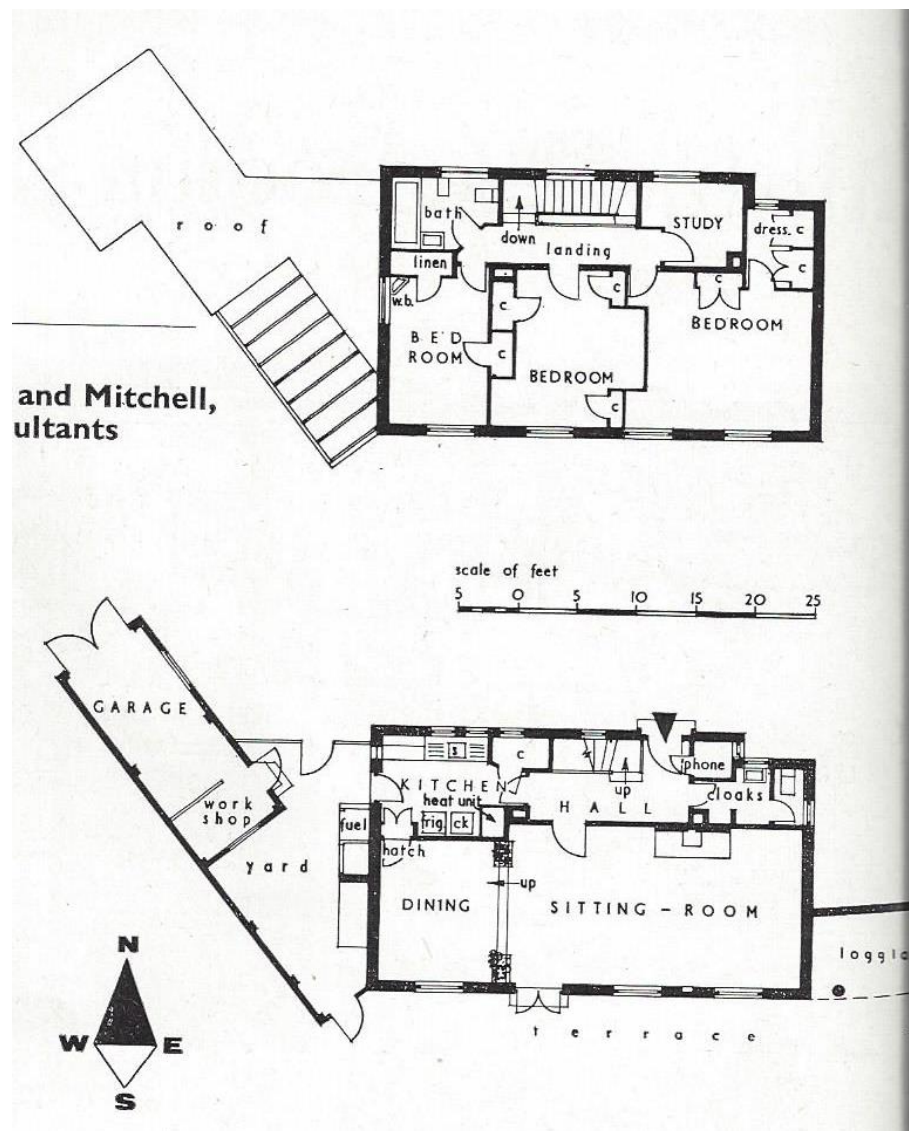 roof
bath
down
landing
STUDY
dress.
c
linen
w.b.
c
c
c
c
BED
ROOM
c
BEDROOM
c
BEDROOM
and Mitchell,
ultants
scale of feet
5 0 5 10 15 20 25
GARAGE
work
shop
yard
fuel
s
KITCHEN
heat unit
frig
ck
hatch
c
up
HALL
phone
cloaks
DINING
up
SITTING-ROOM
loggia
terrace
N
W E
S